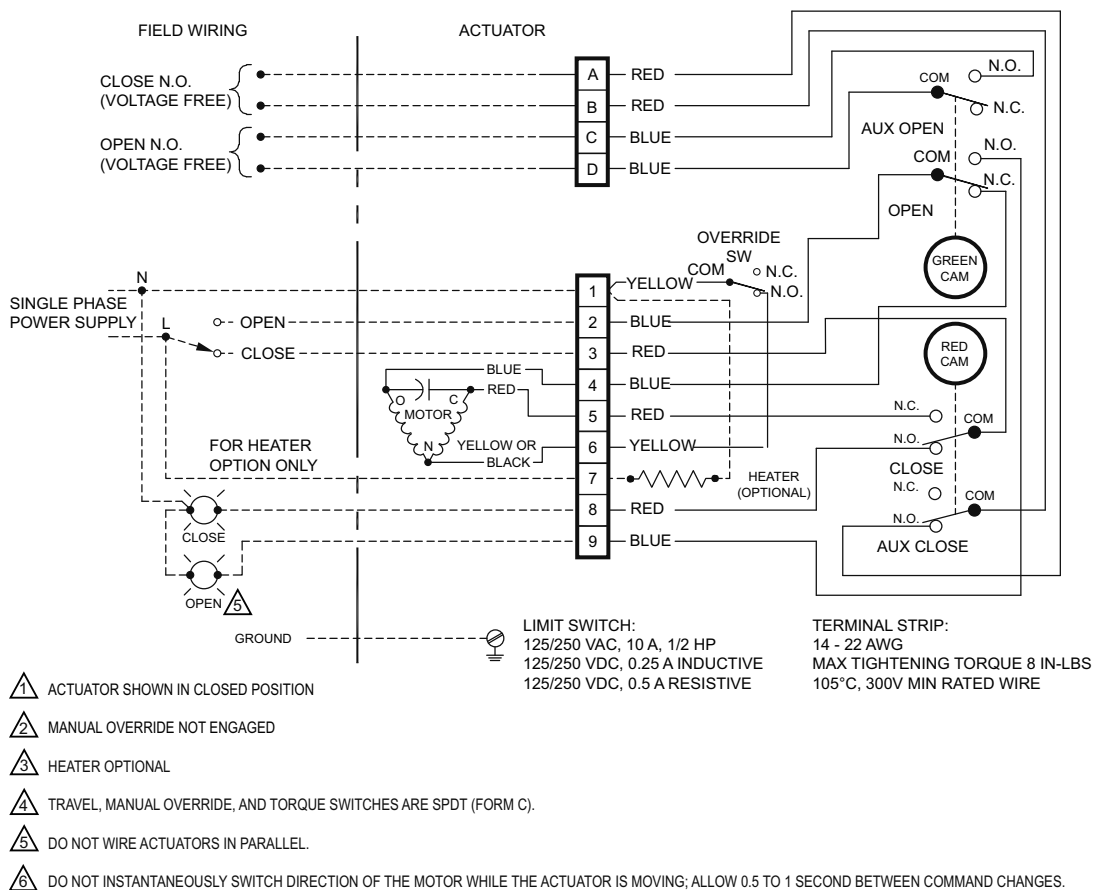 FIELD WIRING
ACTUATOR
CLOSE N.O.
(VOLTAGE FREE)
OPEN N.O.
(VOLTAGE FREE)
A RED
B RED
C BLUE
D BLUE
COM
N.O.
N.C.
AUX OPEN
COM
N.O.
N.C.
OPEN
GREEN
CAM
OVERRIDE
SW
COM
N.C.
N.O.
N
SINGLE PHASE
POWER SUPPLY
L
OPEN
CLOSE
1 YELLOW
2 BLUE
3 RED
4 BLUE
5 RED
6 YELLOW
7
8 RED
9 BLUE
BLUE
RED
O
C
MOTOR
N
YELLOW OR
BLACK
FOR HEATER
OPTION ONLY
HEATER
(OPTIONAL)
RED
CAM
N.C.
COM
N.O.
CLOSE
N.C.
COM
N.O.
AUX CLOSE
CLOSE
OPEN
5
GROUND
LIMIT SWITCH:
125/250 VAC, 10 A, 1/2 HP
125/250 VDC, 0.25 A INDUCTIVE
125/250 VDC, 0.5 A RESISTIVE
TERMINAL STRIP:
14 - 22 AWG
MAX TIGHTENING TORQUE 8 IN-LBS
105°C, 300V MIN RATED WIRE
1 ACTUATOR SHOWN IN CLOSED POSITION
2 MANUAL OVERRIDE NOT ENGAGED
3 HEATER OPTIONAL
4 TRAVEL, MANUAL OVERRIDE, AND TORQUE SWITCHES ARE SPDT (FORM C).
5 DO NOT WIRE ACTUATORS IN PARALLEL.
6 DO NOT INSTANTANEOUSLY SWITCH DIRECTION OF THE MOTOR WHILE THE ACTUATOR IS MOVING; ALLOW 0.5 TO 1 SECOND BETWEEN COMMAND CHANGES.